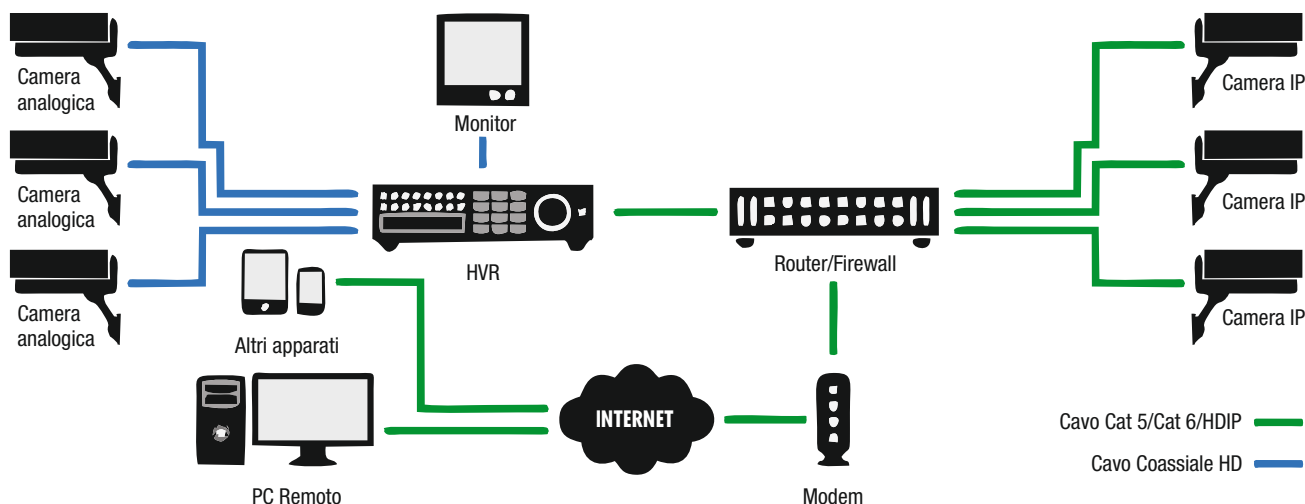 Camera
analogica
Camera
analogica
Camera
analogica
Monitor
HVR
Router/Firewall
Camera IP
Camera IP
Camera IP
Altri apparati
INTERNET
PC Remoto
Modem
Cavo Cat 5/Cat 6/HDIP
Cavo Coassiale HD